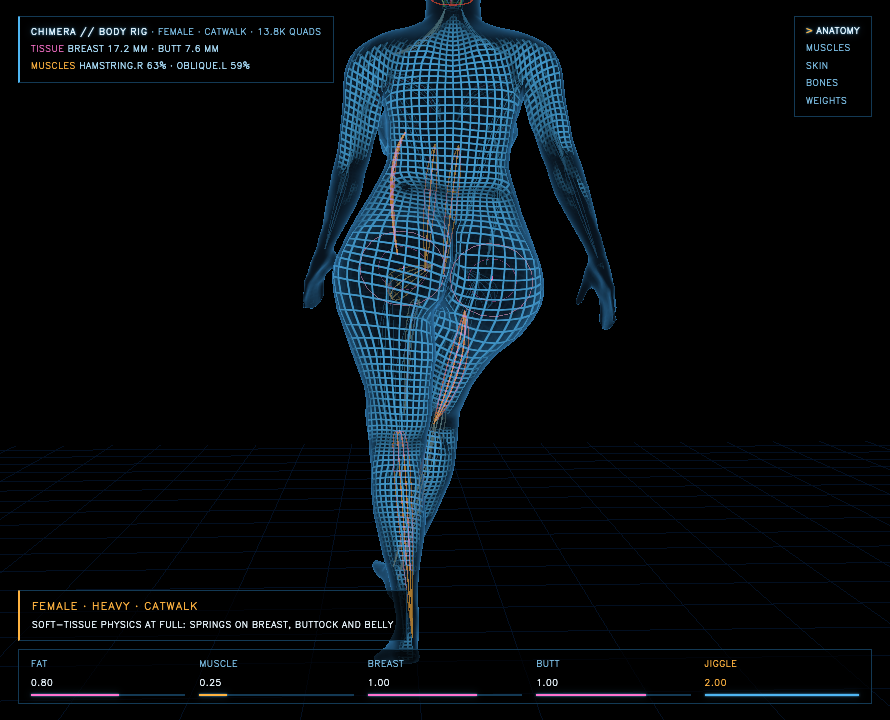 CHIMERA // BODY RIG · FEMALE · CATWALK · 13.8K QUADS
TISSUE BREAST 17.2 MM · BUTT 7.6 MM
MUSCLES HAMSTRING.R 63% · OBLIQUE.L 59%
> ANATOMY
MUSCLES
SKIN
BONES
WEIGHTS
FEMALE · HEAVY · CATWALK
SOFT-TISSUE PHYSICS AT FULL: SPRINGS ON BREAST, BUTTOCK AND BELLY
FAT MUSCLE BREAST BUTT JIGGLE
0.80 0.25 1.00 1.00 2.00